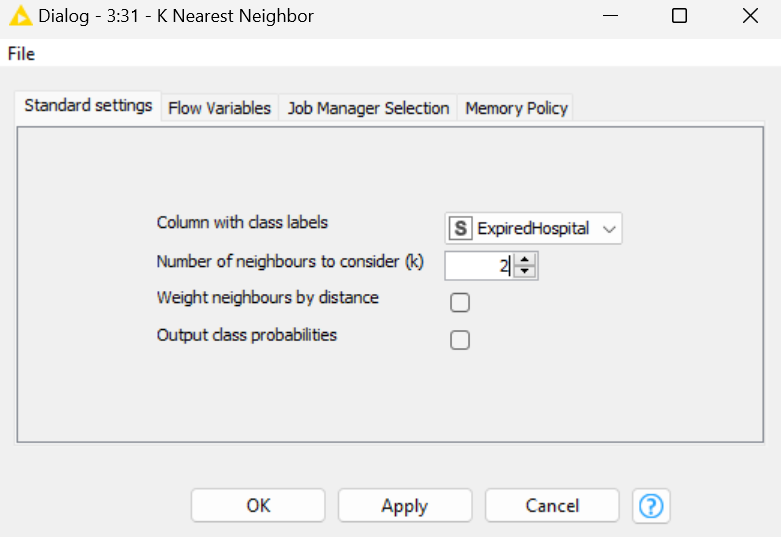 Dialog - 3:31 - K Nearest Neighbor
File
Standard settings Flow Variables Job Manager Selection Memory Policy
Column with class labels S ExpiredHospital
Number of neighbours to consider (k) 2
Weight neighbours by distance
Output class probabilities
OK Apply Cancel ?